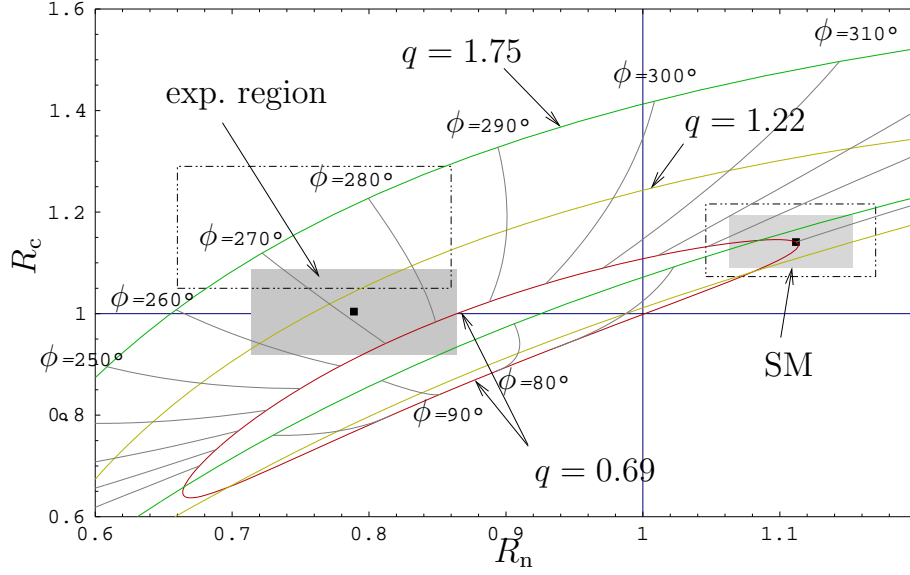 1.6
ϕ=310°
q = 1.75
ϕ=300°
exp. region
1.4
ϕ=290°
q = 1.22
ϕ=280°
1.2
ϕ=270°
R_c
ϕ=260°
1
ϕ=250°
SM
ϕ=80°
0.8
ϕ=90°
q = 0.69
0.6
0.6
0.7
0.8
0.9
1
1.1
R_n